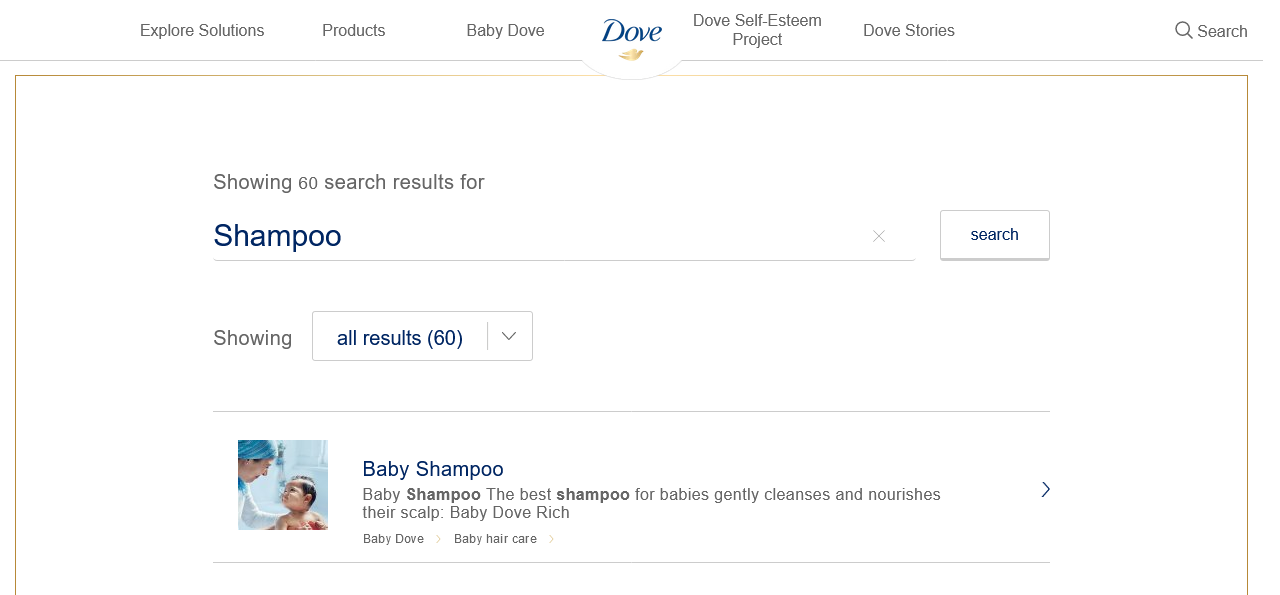 Explore Solutions
Products
Baby Dove
Dove
Dove Self-Esteem
Project
Dove Stories
Search
Showing 60 search results for
Shampoo
search
Showing
all results (60)
Baby Shampoo
Baby Shampoo The best shampoo for babies gently cleanses and nourishes
their scalp: Baby Dove Rich
Baby Dove
Baby hair care